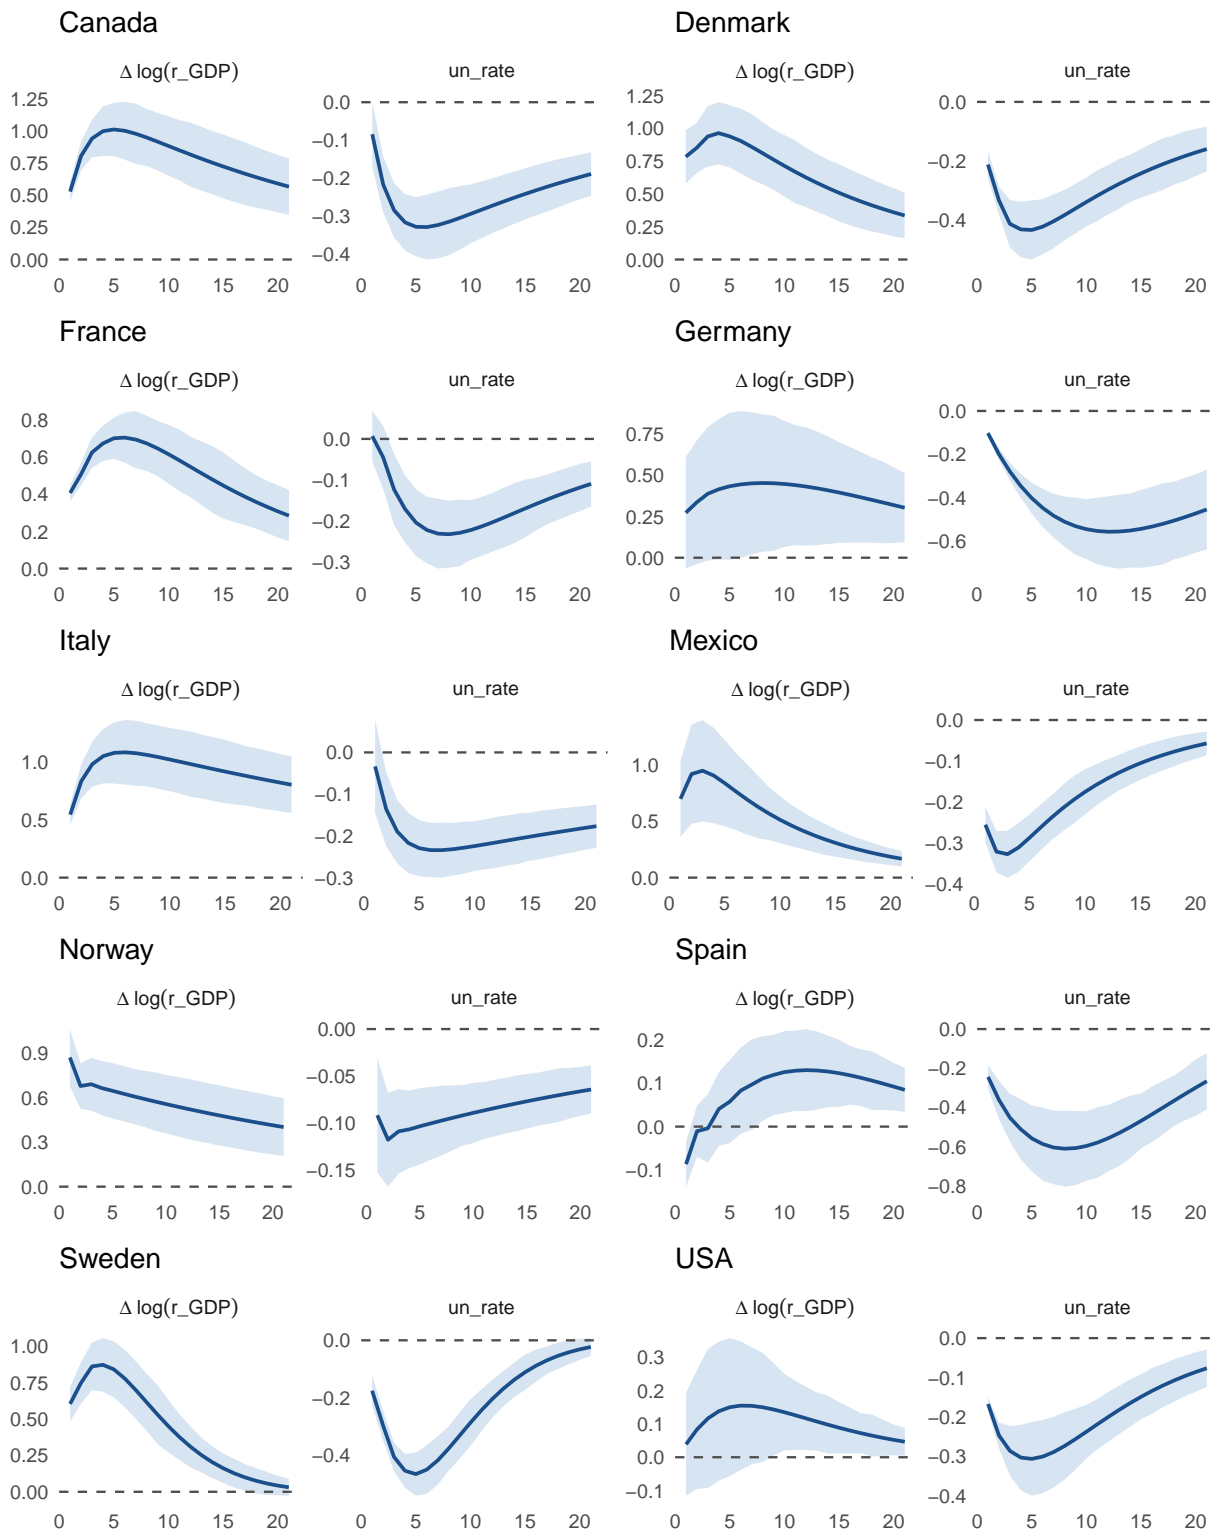 Canada
Δ log(r_GDP)
1.25
1.00
0.75
0.50
0.25
0.00
0 5 10 15 20
un_rate
0.0
−0.1
−0.2
−0.3
−0.4
0 5 10 15 20
Denmark
Δ log(r_GDP)
1.25
1.00
0.75
0.50
0.25
0.00
0 5 10 15 20
un_rate
0.0
−0.2
−0.4
0 5 10 15 20
France
Δ log(r_GDP)
0.8
0.6
0.4
0.2
0.0
0 5 10 15 20
un_rate
0.0
−0.1
−0.2
−0.3
0 5 10 15 20
Germany
Δ log(r_GDP)
0.75
0.50
0.25
0.00
0 5 10 15 20
un_rate
0.0
−0.2
−0.4
−0.6
0 5 10 15 20
Italy
Δ log(r_GDP)
1.0
0.5
0.0
0 5 10 15 20
un_rate
0.0
−0.1
−0.2
−0.3
0 5 10 15 20
Mexico
Δ log(r_GDP)
1.0
0.5
0.0
0 5 10 15 20
un_rate
0.0
−0.1
−0.2
−0.3
−0.4
0 5 10 15 20
Norway
Δ log(r_GDP)
0.9
0.6
0.3
0.0
0 5 10 15 20
un_rate
0.00
−0.05
−0.10
−0.15
0 5 10 15 20
Spain
Δ log(r_GDP)
0.2
0.1
0.0
−0.1
0 5 10 15 20
un_rate
0.0
−0.2
−0.4
−0.6
−0.8
0 5 10 15 20
Sweden
Δ log(r_GDP)
1.00
0.75
0.50
0.25
0.00
0 5 10 15 20
un_rate
0.0
−0.2
−0.4
0 5 10 15 20
USA
Δ log(r_GDP)
0.3
0.2
0.1
0.0
−0.1
0 5 10 15 20
un_rate
0.0
−0.1
−0.2
−0.3
−0.4
0 5 10 15 20